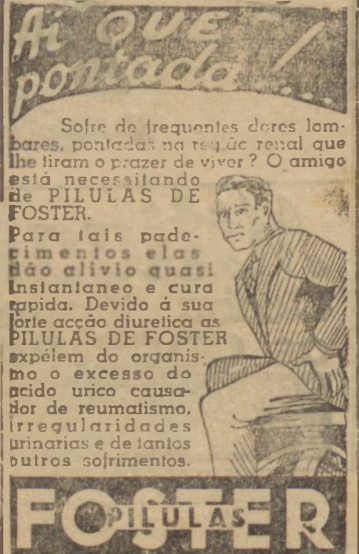 Ai QUE
pontada...!
Sofre de frequentes dores lom-
bares, pontadas na região renal que
lhe tiram o prazer de viver? O amigo
está necessitando
de PILULAS DE
FOSTER.
Para tais pade-
cimentos elas
dão alivio quasi
instantaneo e cura
rapida. Devido á sua
forte acção diuretica as
PILULAS DE FOSTER
expélem do organis-
mo o excesso do
acido urico causa-
dor de reumatismo,
irregularidades
urinarias e de tantos
outros sofrimentos.
PILULAS
FOSTER